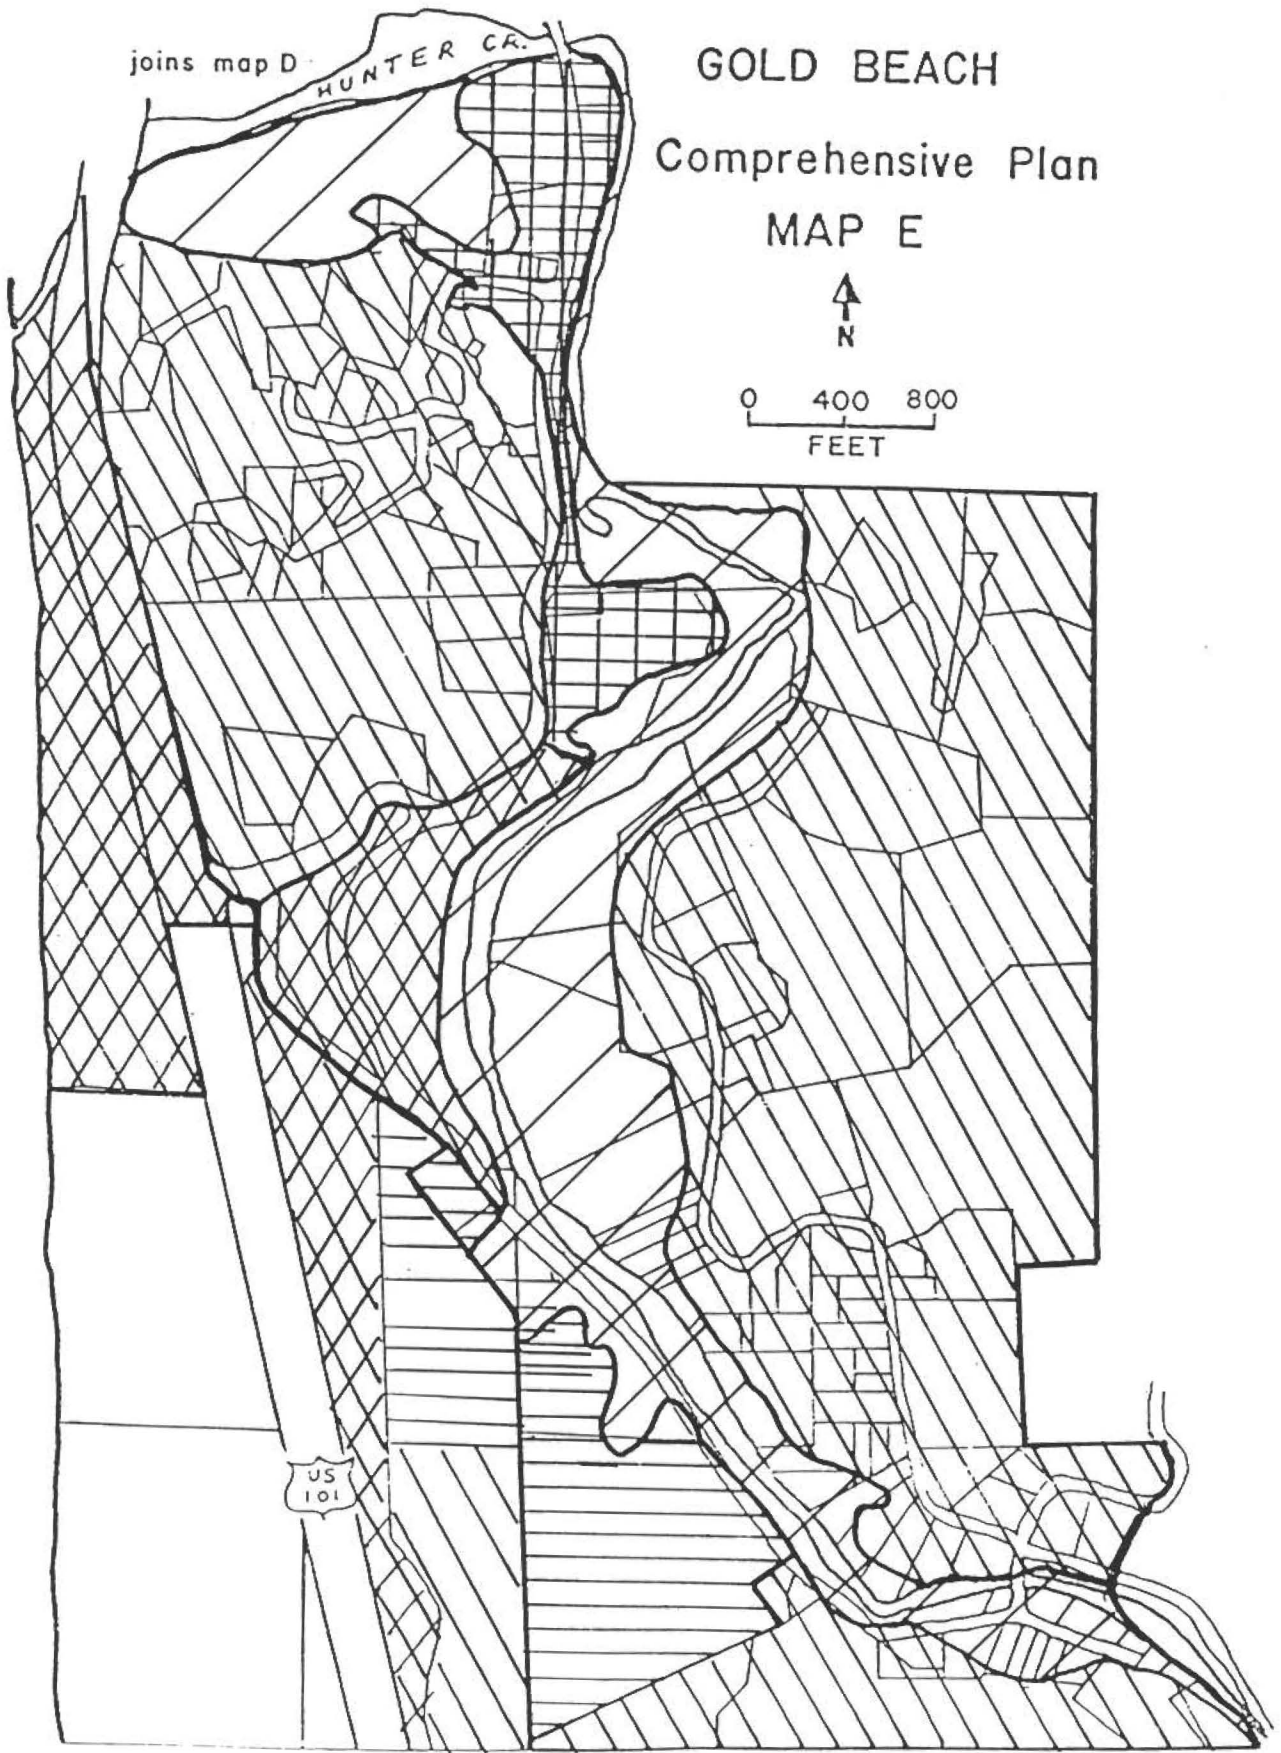 joins map D
HUNTER CR.
GOLD BEACH
Comprehensive Plan
MAP E
N
0 400 800
FEET
US
101